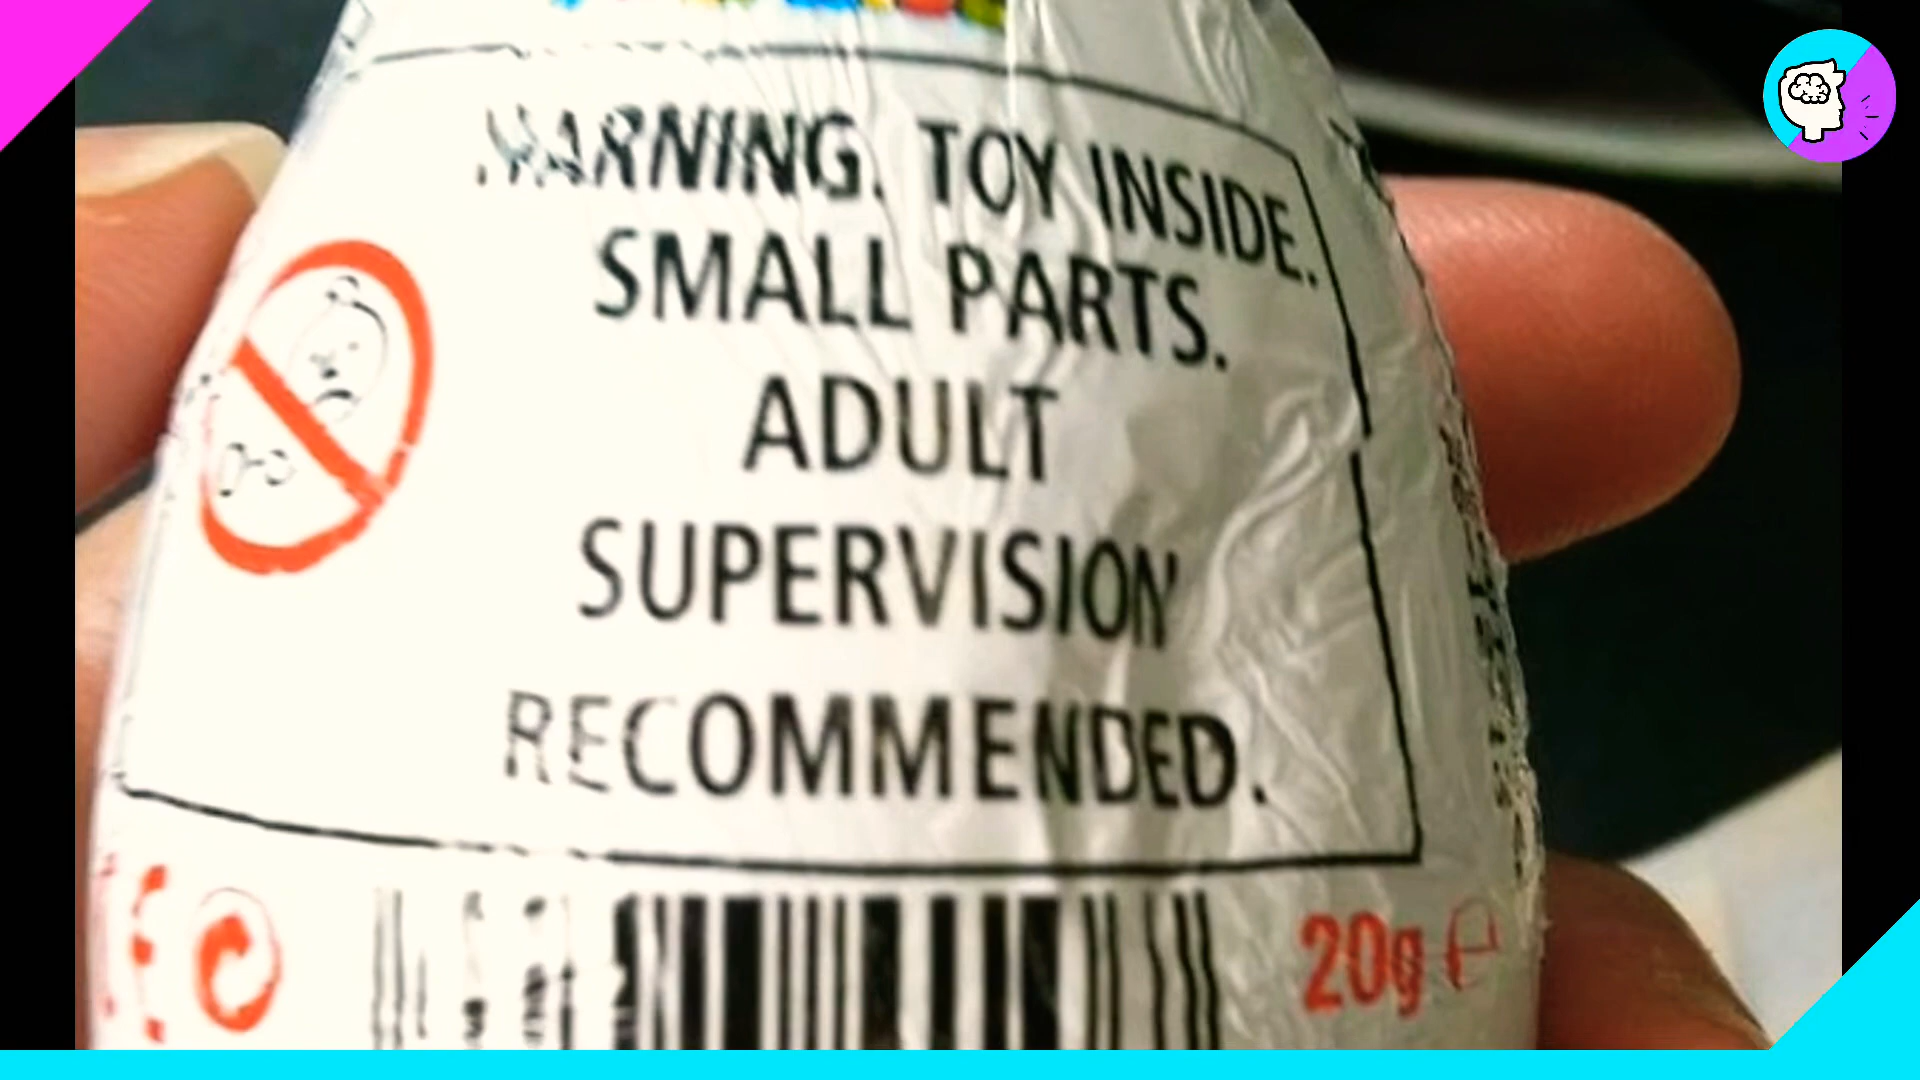 WARNING. TOY INSIDE.
SMALL PARTS.
ADULT
SUPERVISION
RECOMMENDED.
20g e